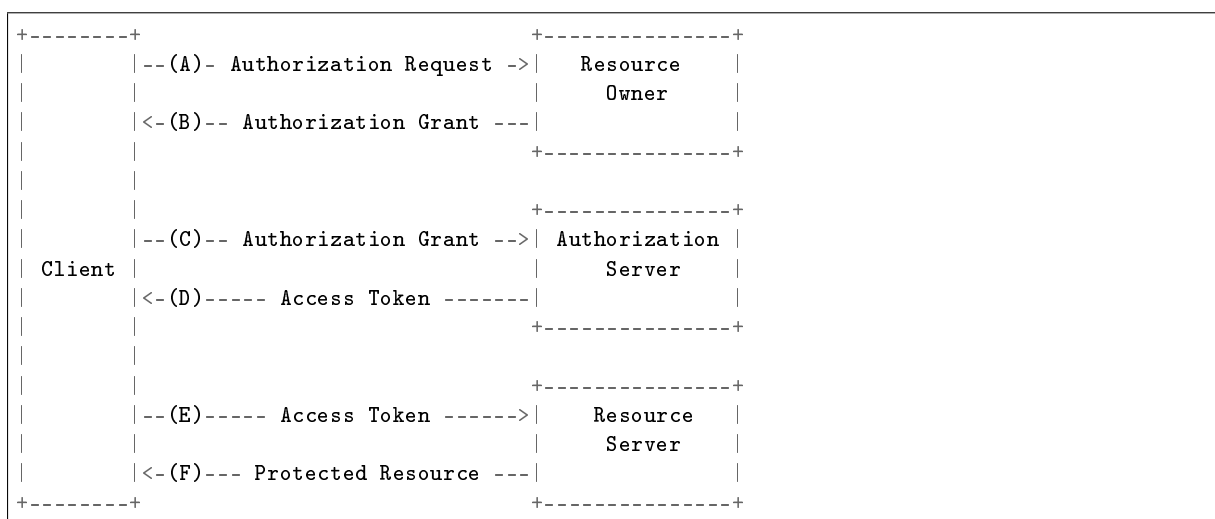 +--------+                               +---------------+
|        |--(A)- Authorization Request ->|   Resource    |
|        |                               |     Owner     |
|        |<-(B)-- Authorization Grant ---|               |
|        |                               +---------------+
|        |
|        |                               +---------------+
|        |--(C)-- Authorization Grant -->| Authorization |
| Client |                               |     Server    |
|        |<-(D)----- Access Token -------|               |
|        |                               +---------------+
|        |
|        |                               +---------------+
|        |--(E)----- Access Token ------>|    Resource   |
|        |                               |     Server    |
|        |<-(F)--- Protected Resource ---|               |
+--------+                               +---------------+